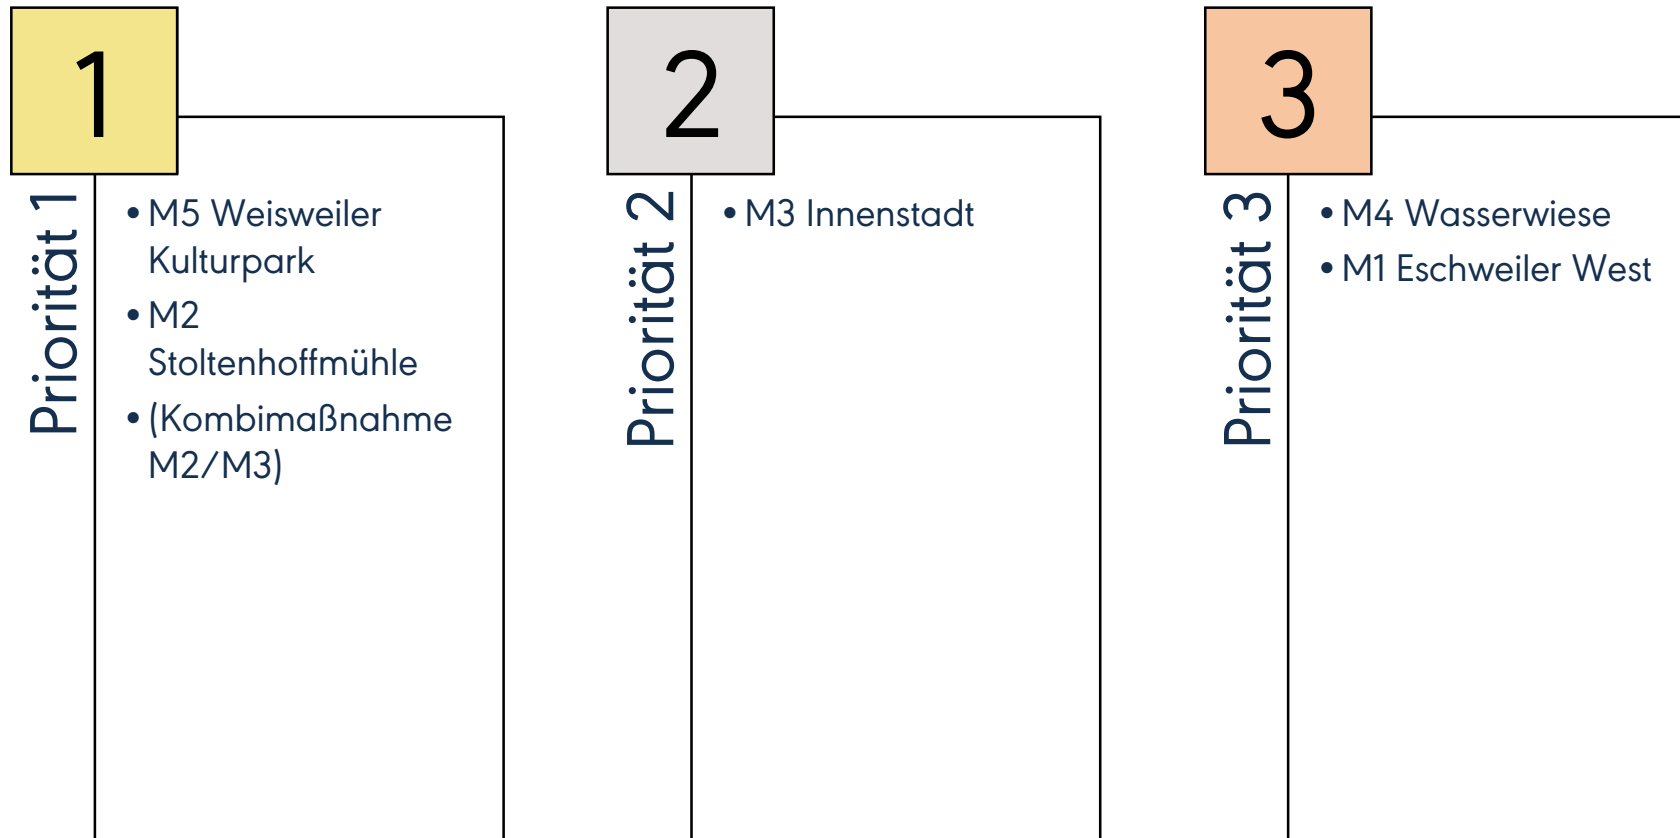 1
Priorität 1
• M5 Weisweiler
Kulturpark
• M2
Stoltenhoffmühle
• (Kombimaßnahme
M2/M3)
2
Priorität 2
• M3 Innenstadt
3
Priorität 3
• M4 Wasserwiese
• M1 Eschweiler West